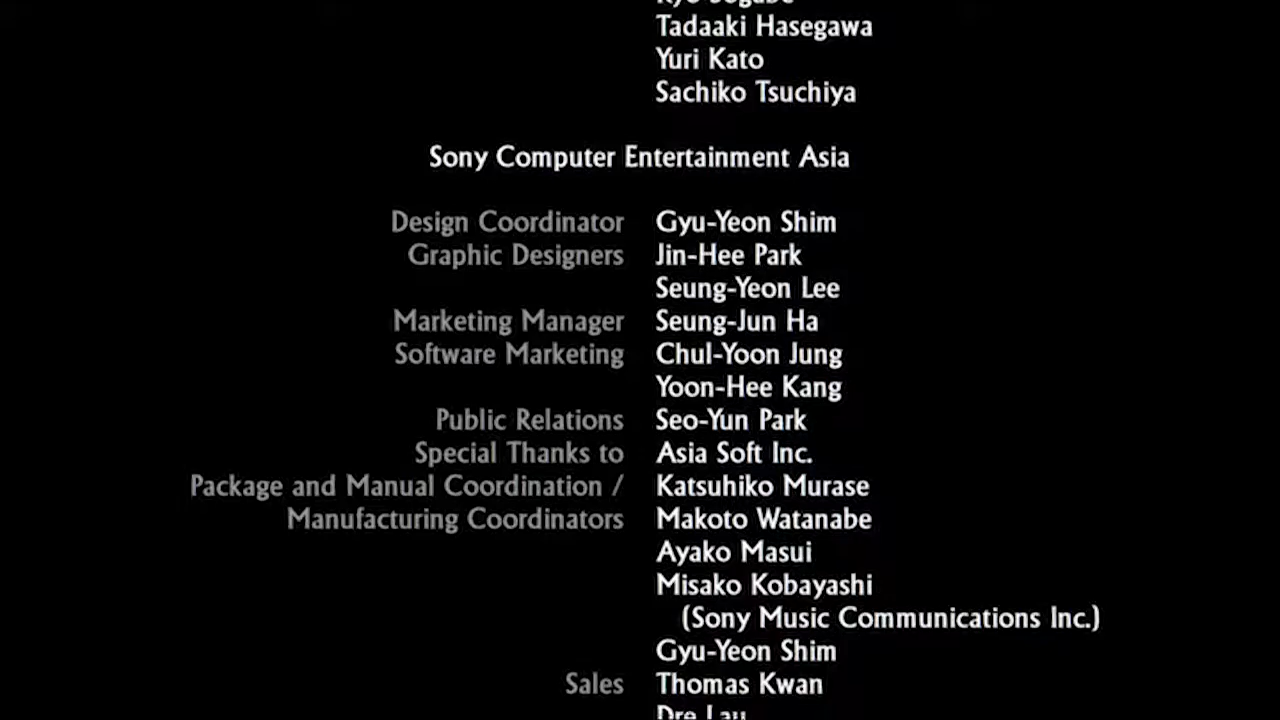 Tadaaki Hasegawa
Yuri Kato
Sachiko Tsuchiya
Sony Computer Entertainment Asia
Design Coordinator Gyu-Yeon Shim
Graphic Designers Jin-Hee Park
Seung-Yeon Lee
Marketing Manager Seung-Jun Ha
Software Marketing Chul-Yoon Jung
Yoon-Hee Kang
Public Relations Seo-Yun Park
Special Thanks to Asia Soft Inc.
Package and Manual Coordination / Katsuhiko Murase
Manufacturing Coordinators Makoto Watanabe
Ayako Masui
Misako Kobayashi
(Sony Music Communications Inc.)
Gyu-Yeon Shim
Sales Thomas Kwan
Dre Lau